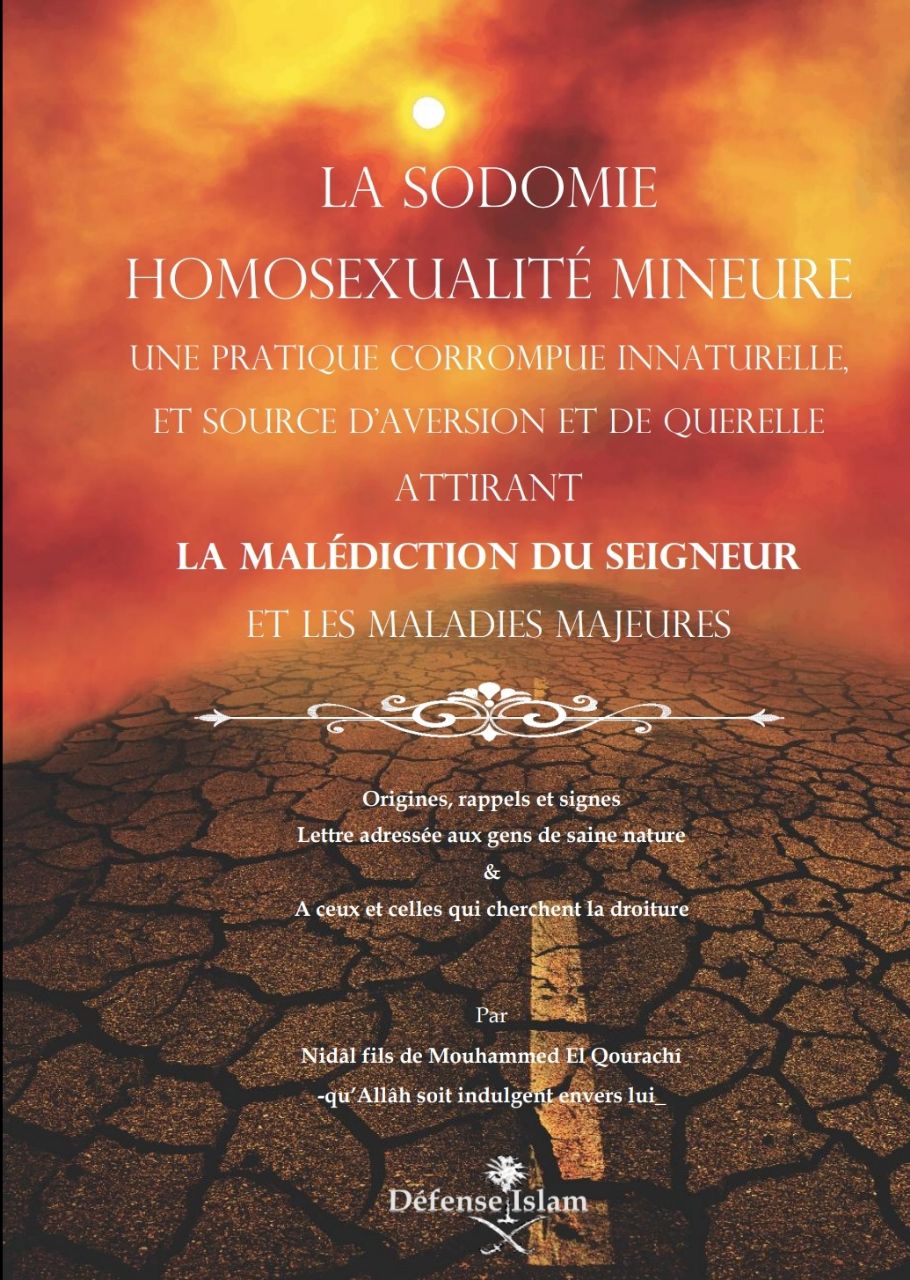 LA SODOMIE
HOMOSEXUALITÉ MINEURE
UNE PRATIQUE CORROMPUE INNATURELLE,
ET SOURCE D'AVERSION ET DE QUERELLE
ATTIRANT
LA MALÉDICTION DU SEIGNEUR
ET LES MALADIES MAJEURES
Origines, rappels et signes
Lettre adressée aux gens de saine nature
&
A ceux et celles qui cherchent la droiture
Par
Nidâl fils de Mouhammed El Qourachî
-qu'Allâh soit indulgent envers lui_
Défense Islam